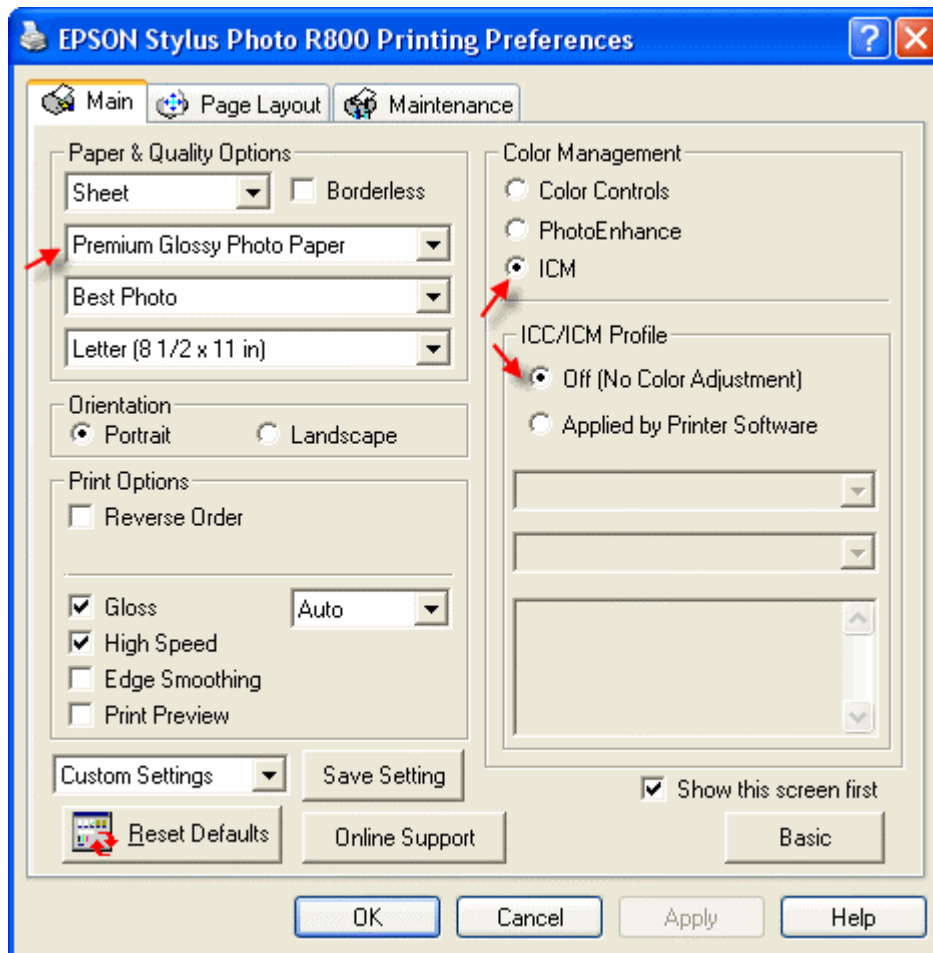 EPSON Stylus Photo R800 Printing Preferences
Main Page Layout Maintenance
Paper & Quality Options
Sheet Borderless
Premium Glossy Photo Paper
Best Photo
Letter (8 1/2 x 11 in)
Orientation
Portrait Landscape
Print Options
Reverse Order
Gloss Auto
High Speed
Edge Smoothing
Print Preview
Custom Settings Save Setting
Reset Defaults Online Support
Color Management
Color Controls
PhotoEnhance
ICM
ICC/ICM Profile
Off (No Color Adjustment)
Applied by Printer Software
Show this screen first
Basic
OK Cancel Apply Help